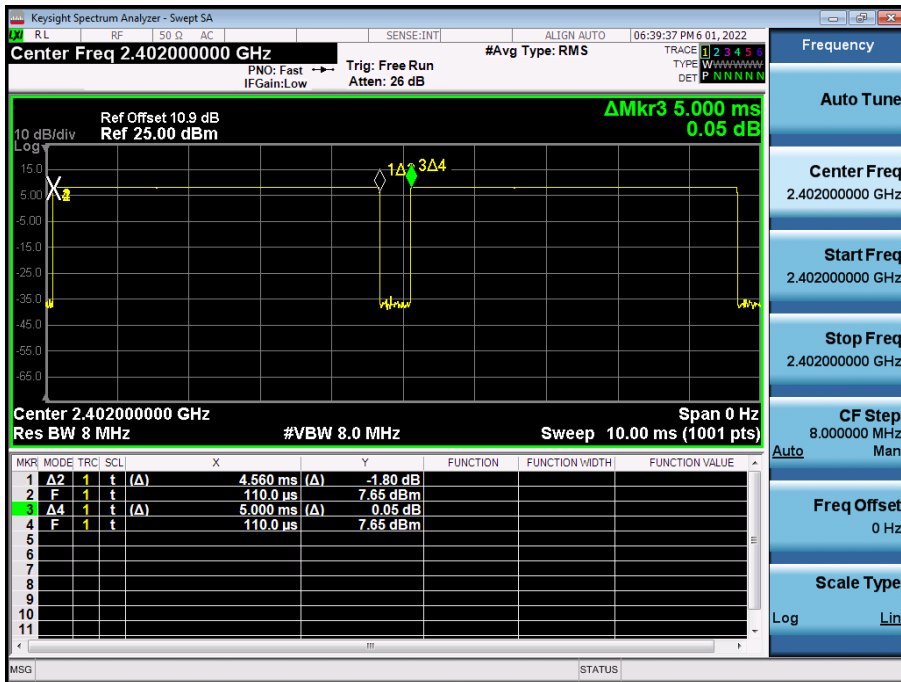 Keysight Spectrum Analyzer - Swept SA
LXI RL RF 50 Ω AC SENSE:INT ALIGN AUTO 06:39:37 PM 6 01, 2022
Center Freq 2.402000000 GHz
#Avg Type: RMS
TRACE 1 2 3 4 5 6
PNO: Fast Trig: Free Run
TYPE W W W W W W
IFGain:Low Atten: 26 dB
DET P N N N N N
Ref Offset 10.9 dB
ΔMkr3 5.000 ms
10 dB/div Ref 25.00 dBm
0.05 dB
Log
15.0
1Δ2 3Δ4
5.00
-5.00
-15.0
-25.0
-35.0
-45.0
-55.0
-65.0
Center 2.402000000 GHz Span 0 Hz
Res BW 8 MHz #VBW 8.0 MHz Sweep 10.00 ms (1001 pts)
MKR MODE TRC SCL X Y FUNCTION FUNCTION WIDTH FUNCTION VALUE
1 Δ2 1 t (Δ) 4.560 ms (Δ) -1.80 dB
2 F 1 t 110.0 µs 7.65 dBm
3 Δ4 1 t (Δ) 5.000 ms (Δ) 0.05 dB
4 F 1 t 110.0 µs 7.65 dBm
5
6
7
8
9
10
11
MSG STATUS
Frequency
Auto Tune
Center Freq
2.402000000 GHz
Start Freq
2.402000000 GHz
Stop Freq
2.402000000 GHz
CF Step
8.000000 MHz
Auto Man
Freq Offset
0 Hz
Scale Type
Log Lin